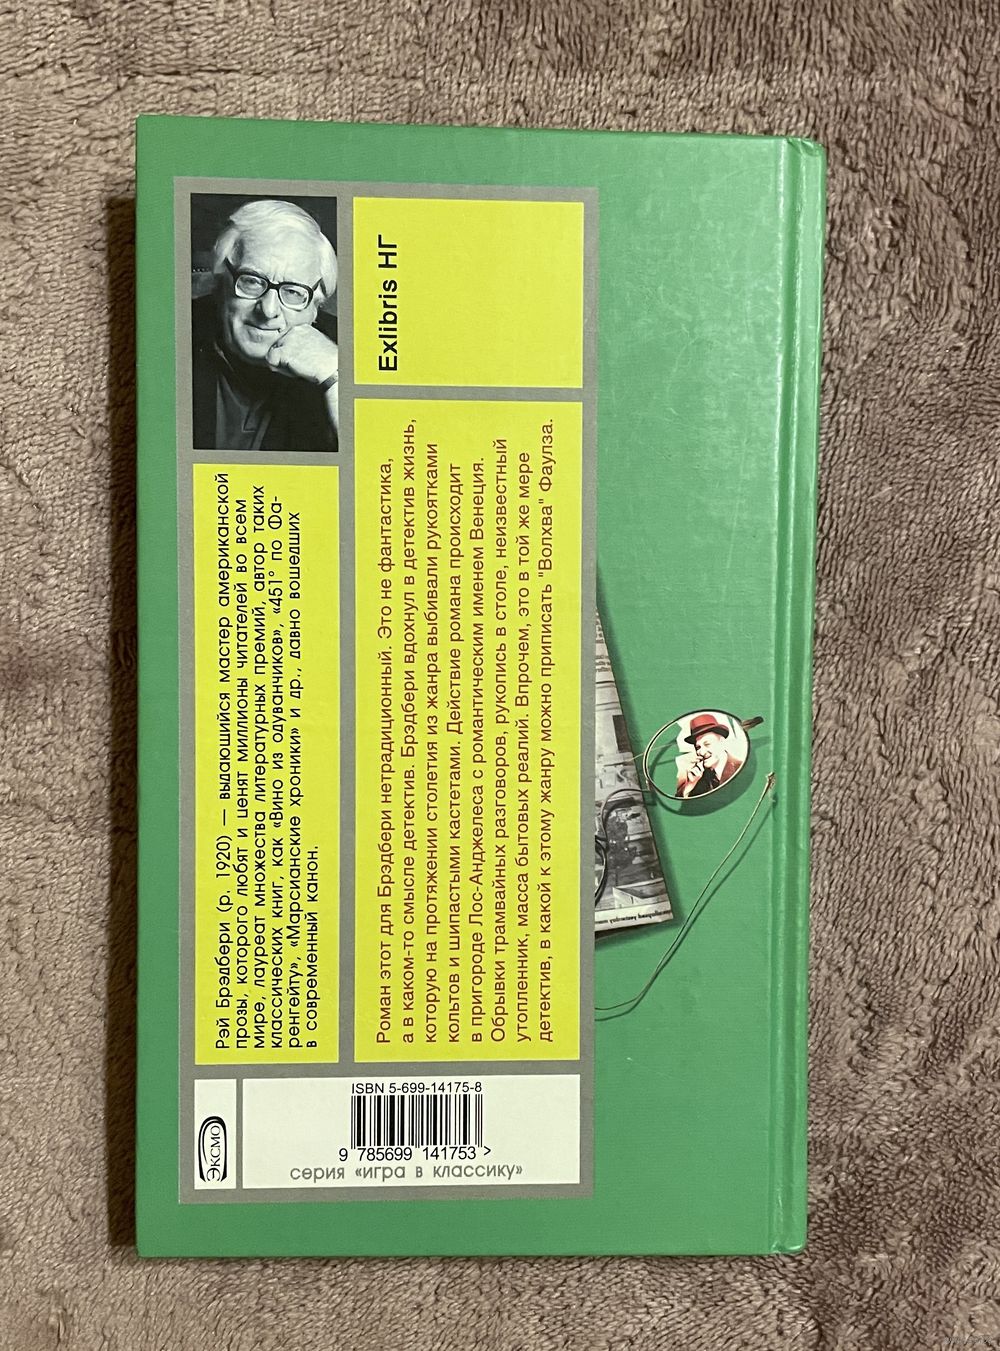 Рэй Брэдбери (р. 1920) — выдающийся мастер американской
прозы, которого любят и ценят миллионы читателей во всем
мире, лауреат множества литературных премий, автор таких
классических книг, как «Вино из одуванчиков», «451° по Фа-
ренгейту», «Марсианские хроники» и др., давно вошедших
в современный канон.
Роман этот для Брэдбери нетрадиционный. Это не фантастика,
а в каком-то смысле детектив. Брэдбери вдохнул в детектив жизнь,
которую на протяжении столетия из жанра выбивали рукоятками
кольтов и шипастыми кастетами. Действие романа происходит
в пригороде Лос-Анджелеса с романтическим именем Венеция.
Обрывки трамвайных разговоров, рукопись в столе, неизвестный
утопленник, масса бытовых реалий. Впрочем, это в той же мере
детектив, в какой к этому жанру можно приписать "Волхва" Фаулза.
Exlibris НГ
ЭКСМО
ISBN 5-699-14175-8
9 785699 141753 >
серия «игра в классику»